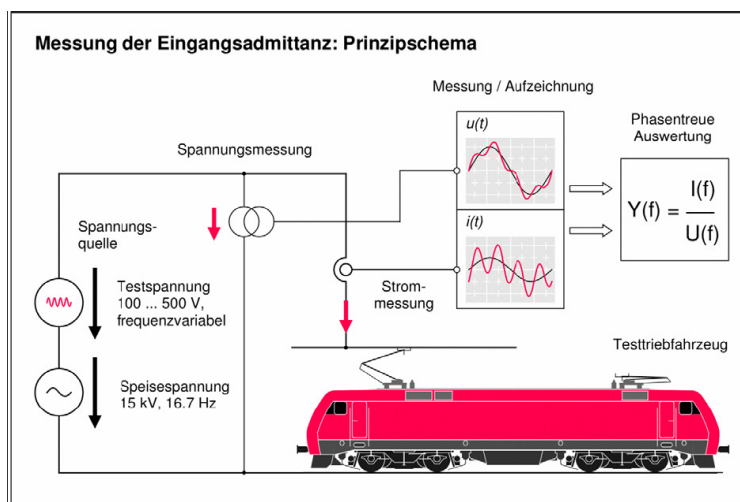 Messung der Eingangsadmittanz: Prinzipschema
Messung / Aufzeichnung
u(t)
Phasentreue
Auswertung
Spannungsmessung
Y(f) = I(f)
U(f)
i(t)
Spannungs-
quelle
Testspannung
100 ... 500 V,
frequenzvariabel
Strom-
messung
Testtriebfahrzeug
Speisespannung
15 kV, 16.7 Hz